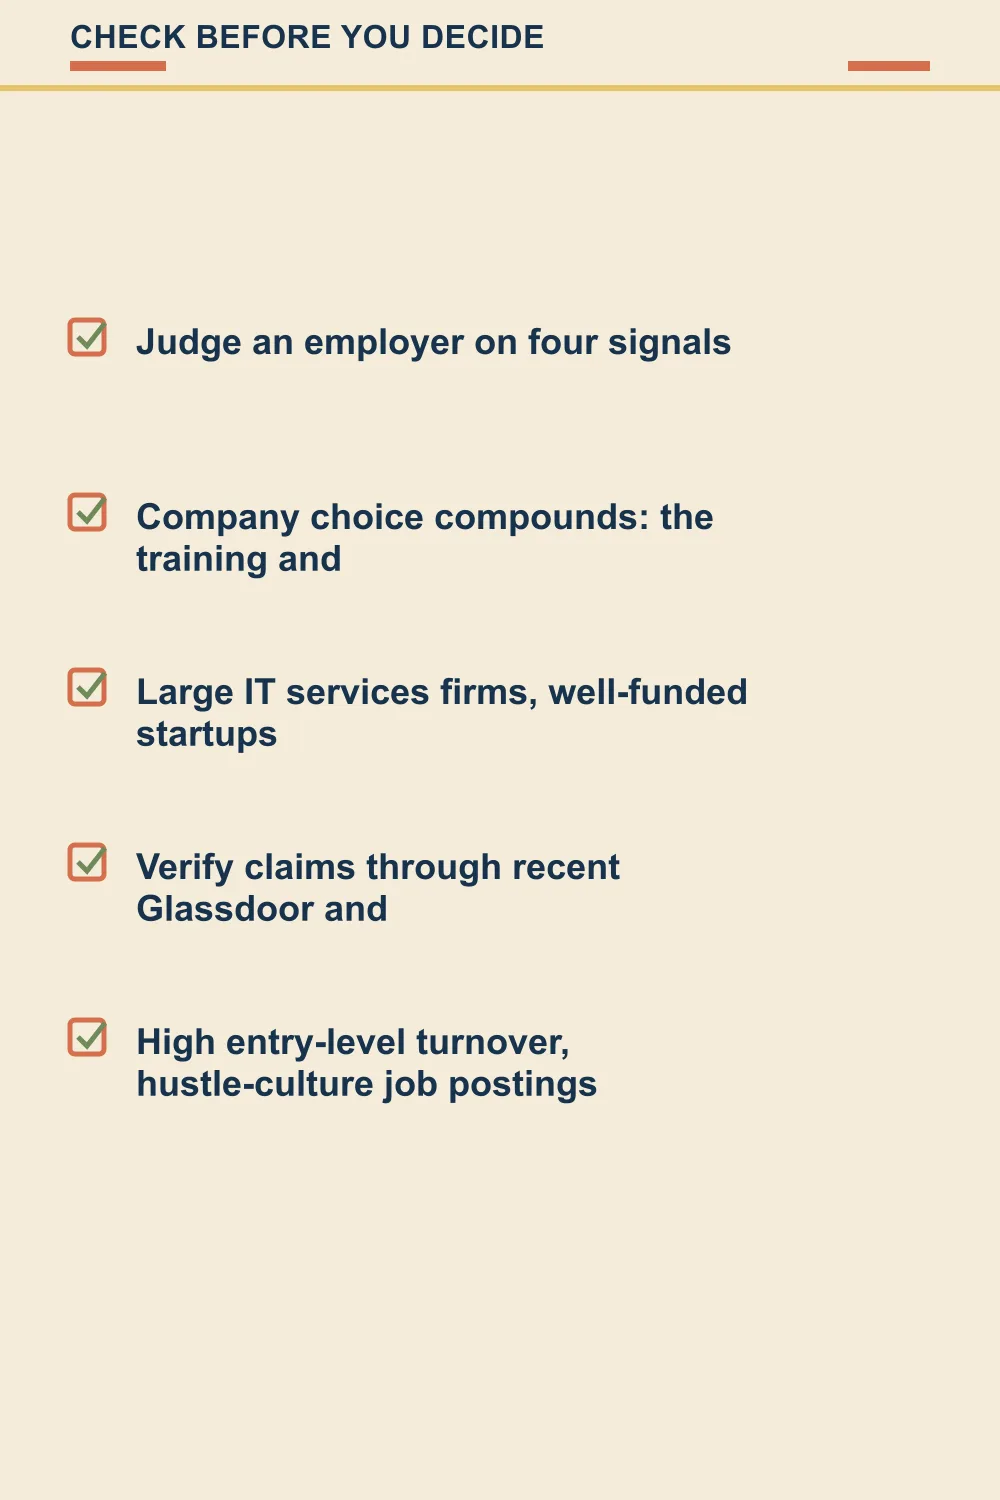 CHECK BEFORE YOU DECIDE
Judge an employer on four signals
Company choice compounds: the
training and
Large IT services firms, well-funded
startups
Verify claims through recent
Glassdoor and
High entry-level turnover,
hustle-culture job postings